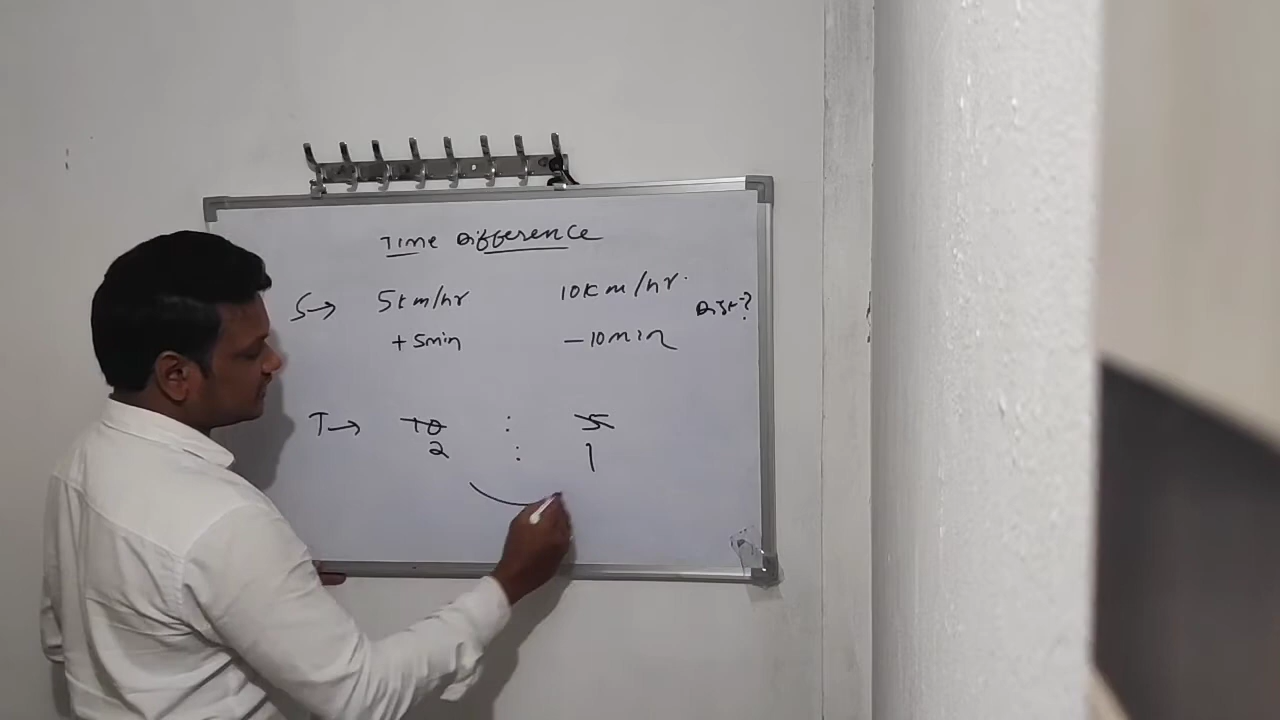 Time Difference
S→ 5km/hr 10km/hr. Dist?
+5min -10min
T→ 10 : 5
2 : 1